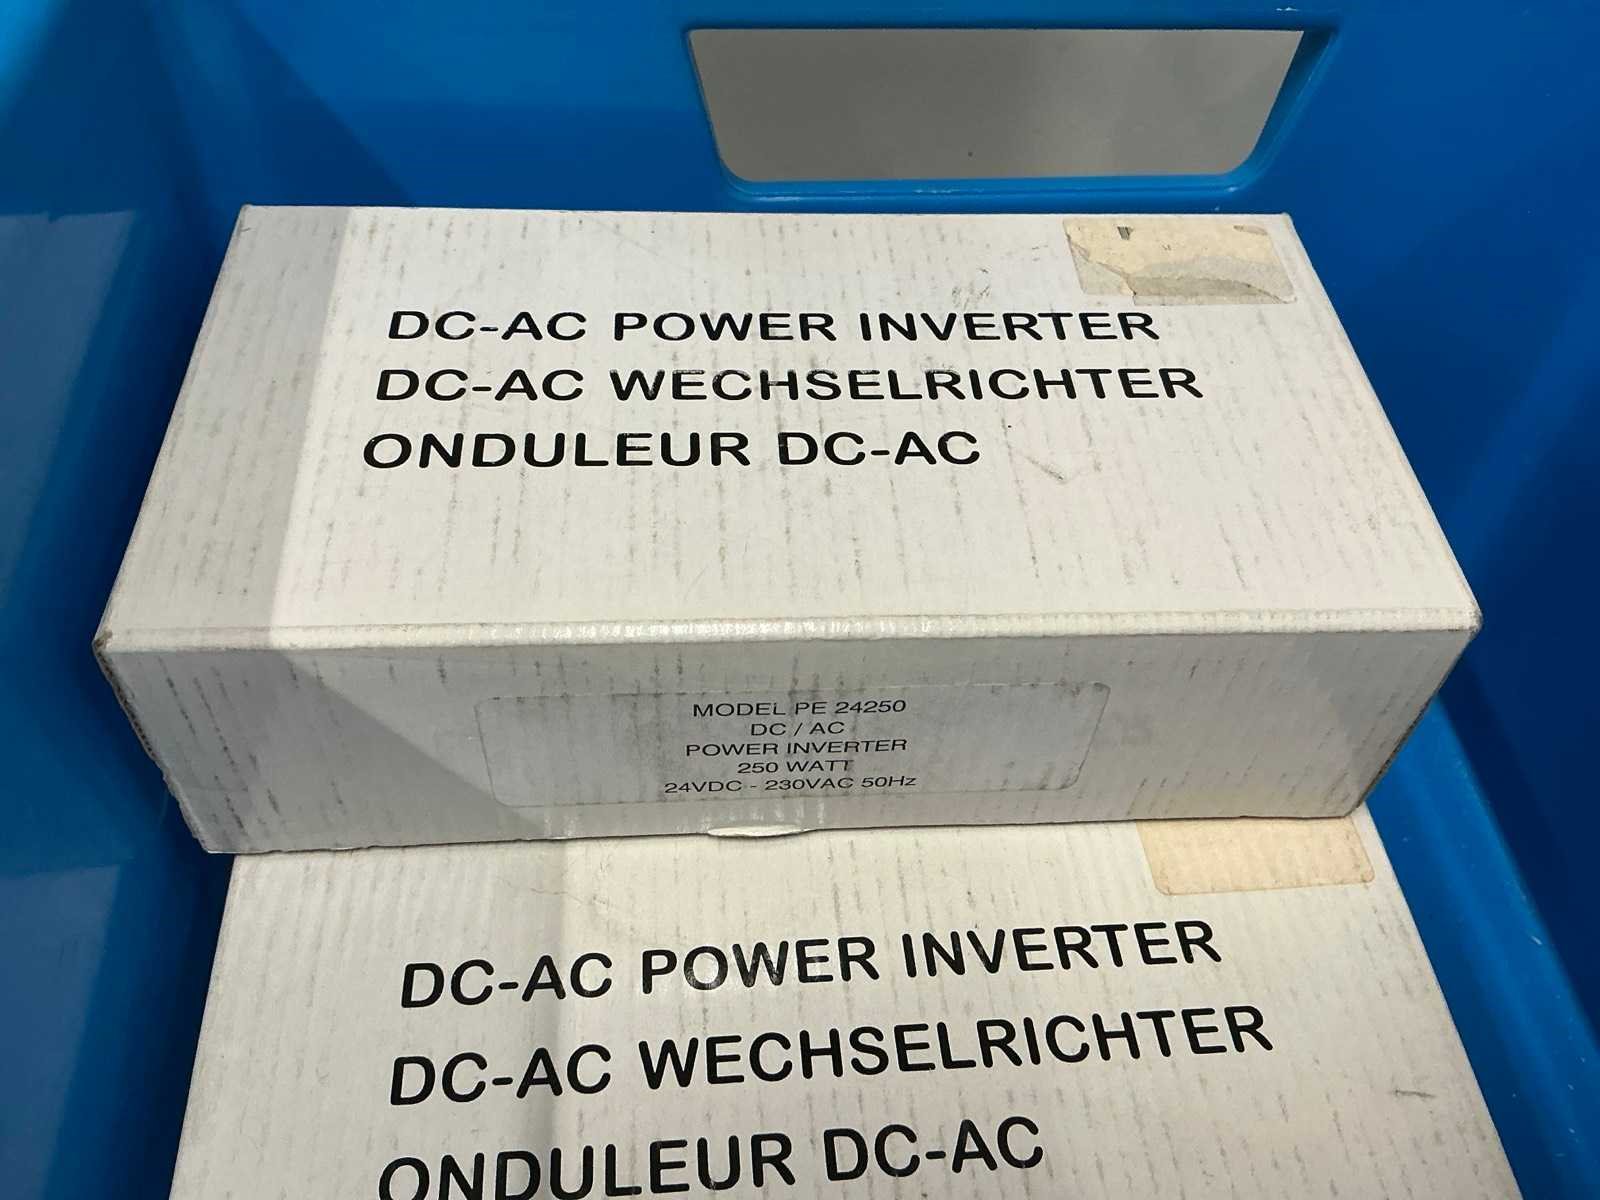 DC-AC POWER INVERTER
DC-AC WECHSELRICHTER
ONDULEUR DC-AC
MODEL PE 24250
DC / AC
POWER INVERTER
250 WATT
24VDC - 230VAC 50Hz
DC-AC POWER INVERTER
DC-AC WECHSELRICHTER
ONDULEUR DC-AC